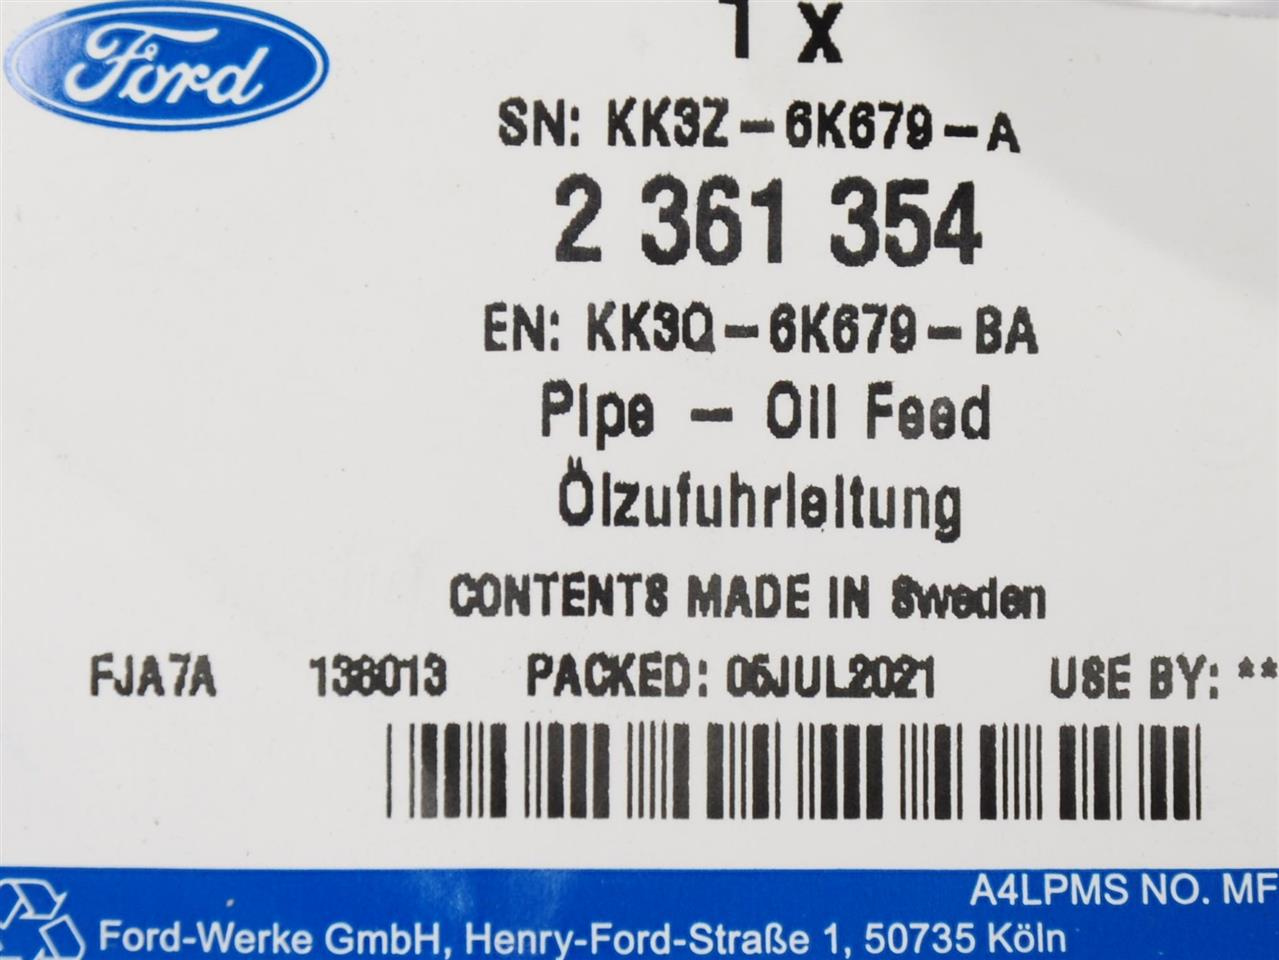 Ford
1 x
SN: KK3Z-6K679-A
2 361 354
EN: KK3Q-6K679-BA
Pipe - Oil Feed
Ölzufuhrleitung
CONTENTS MADE IN Sweden
FJA7A 138013 PACKED: 05JUL2021 USE BY: **
A4LPMS NO. MF
Ford-Werke GmbH, Henry-Ford-Straße 1, 50735 Köln